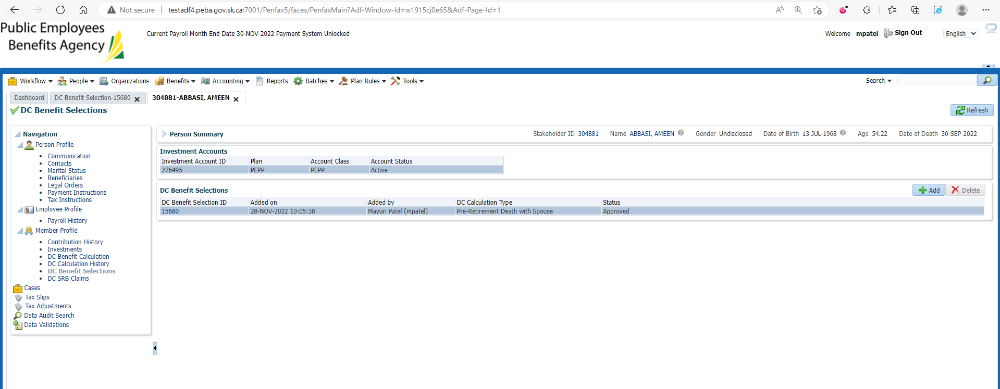 Not secure testadf4.peba.gov.sk.ca:7001/Penfax5/faces/PenfaxMain?Adf-Window-Id=w1915cj0e65&Adf-Page-Id=1
Public Employees
Benefits Agency
Current Payroll Month End Date 30-NOV-2022 Payment System Unlocked
Welcome mpatel Sign Out English
Workflow People Organizations Benefits Accounting Reports Batches Plan Rules Tools Search
Dashboard DC Benefit Selection-15680 304881-ABBASI, AMEEN
DC Benefit Selections Refresh
Navigation
Person Profile
Communication
Contacts
Marital Status
Beneficiaries
Legal Orders
Payment Instructions
Tax Instructions
Employee Profile
Payroll History
Member Profile
Contribution History
Investments
DC Benefit Calculation
DC Calculation History
DC Benefit Selections
DC SRB Claims
Cases
Tax Slips
Tax Adjustments
Data Audit Search
Data Validations
Person Summary Stakeholder ID 304881 Name ABBASI, AMEEN Gender Undisclosed Date of Birth 13-JUL-1968 Age 54.22 Date of Death 30-SEP-2022
Investment Accounts
Investment Account ID Plan Account Class Account Status
276495 PEPP PEPP Active
DC Benefit Selections Add Delete
DC Benefit Selection ID Added on Added by DC Calculation Type Status
15680 28-NOV-2022 10:05:38 Mayuri Patel (mpatel) Pre-Retirement Death with Spouse Approved